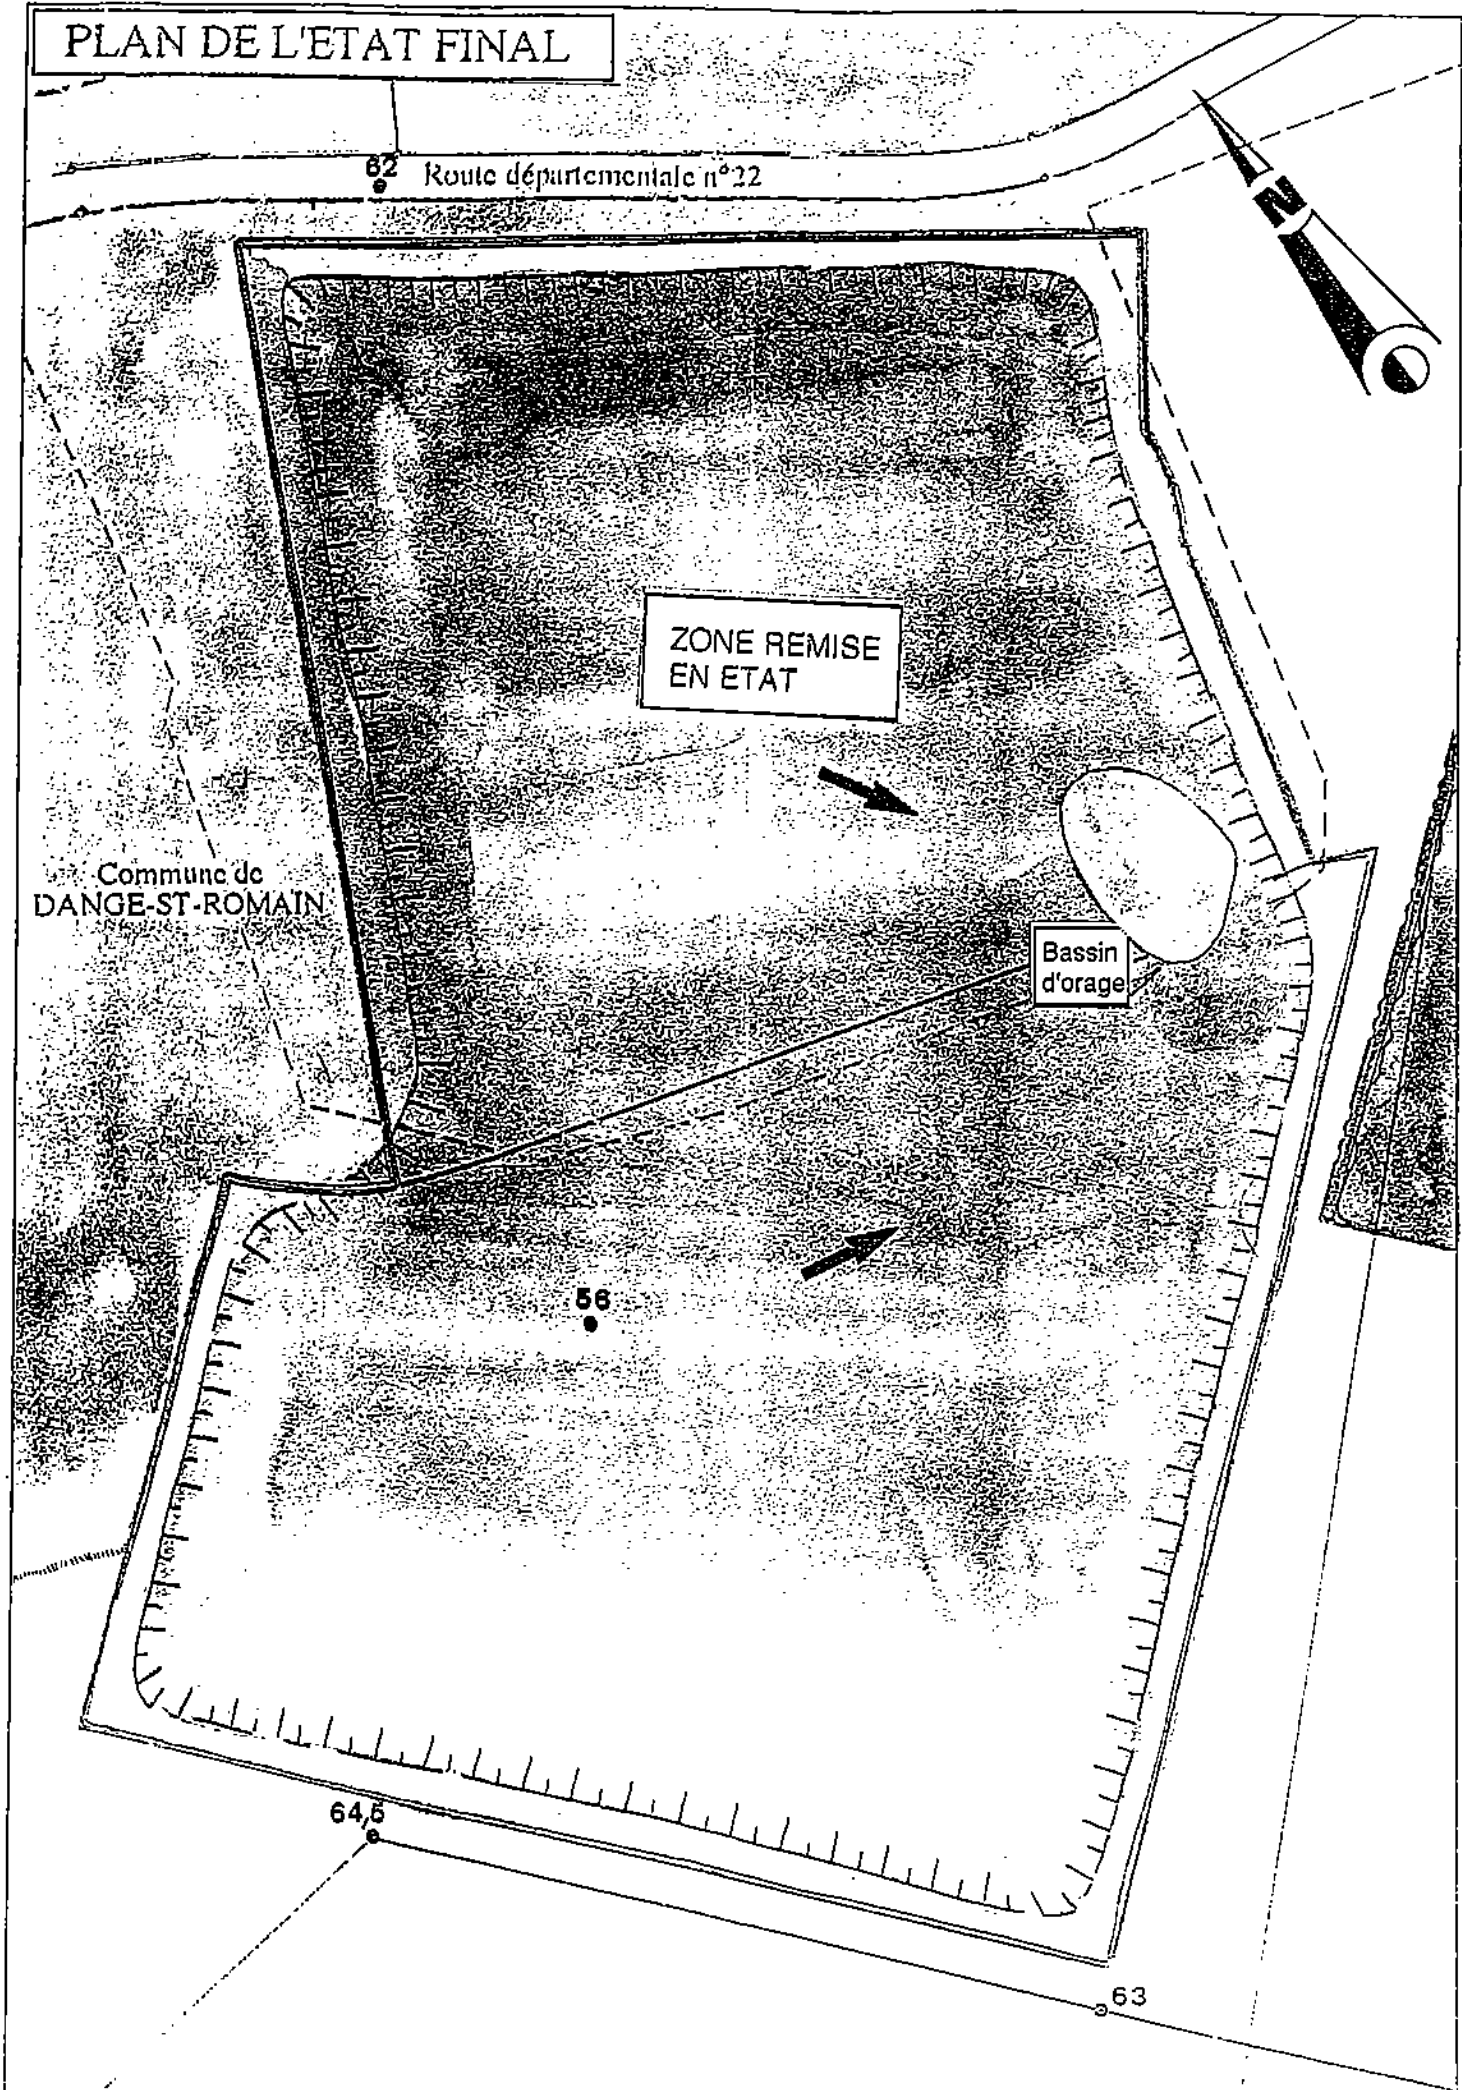 PLAN DE L'ETAT FINAL
62
Route départementale n°22
N
ZONE REMISE
EN ETAT
Commune de
DANGE-ST-ROMAIN
Bassin
d'orage
56
64,5
63